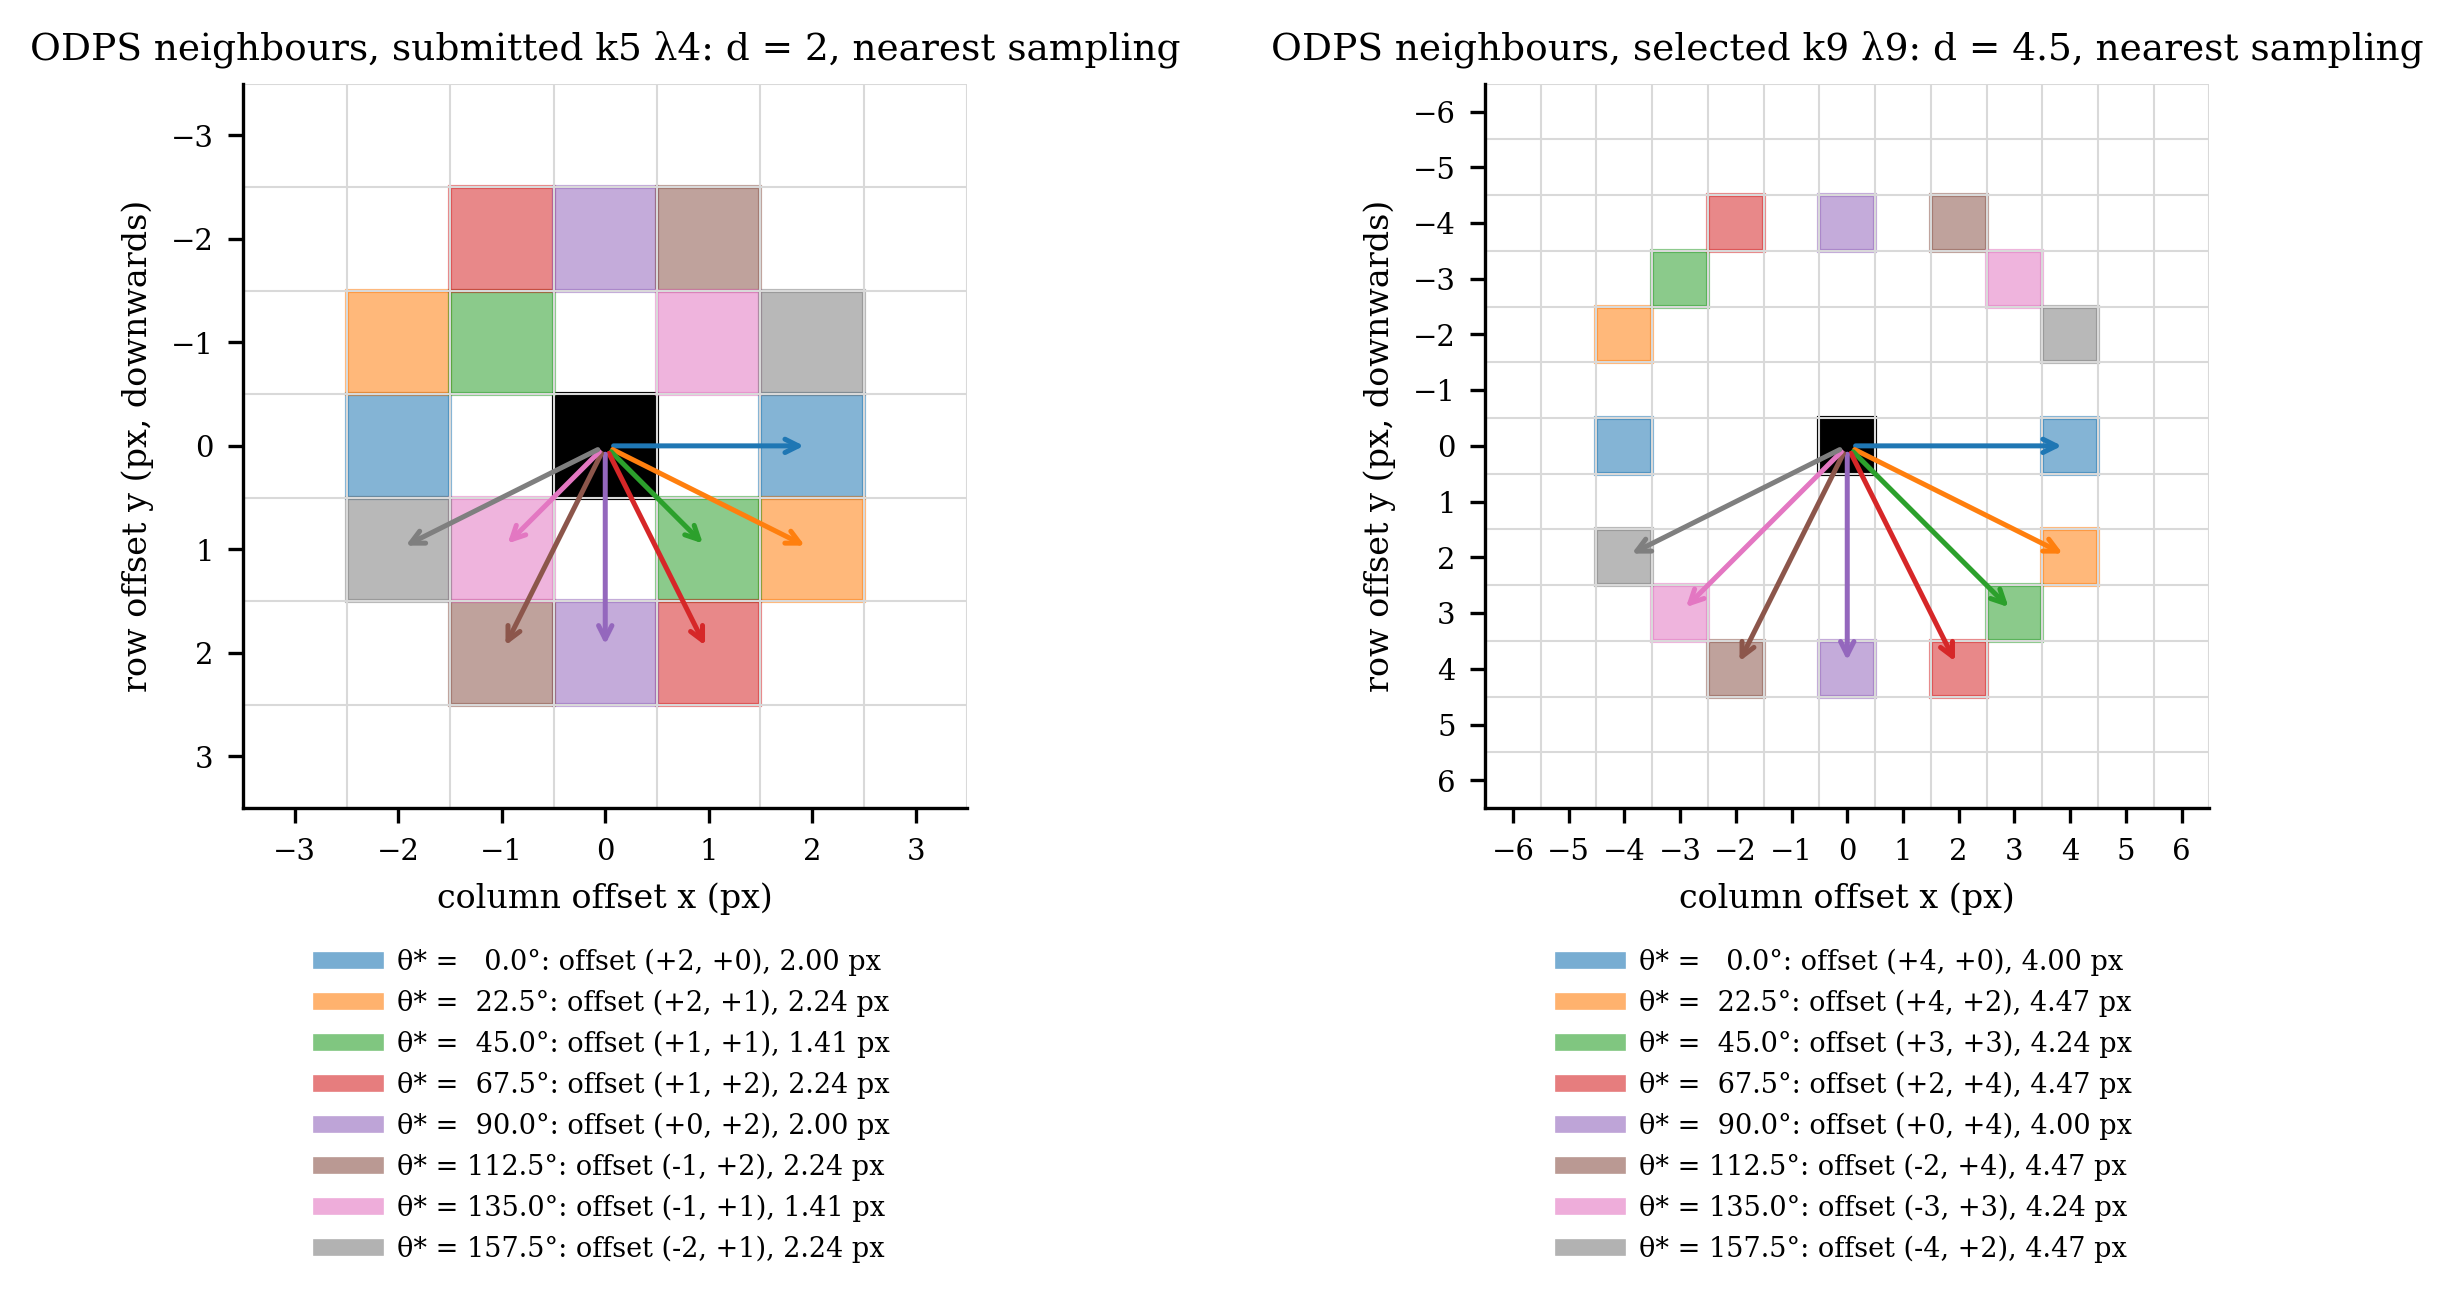 ODPS neighbours, submitted k5 λ4: d = 2, nearest sampling
row offset y (px, downwards)
−3
−2
−1
0
1
2
3
−3 −2 −1 0 1 2 3
column offset x (px)
θ* = 0.0°: offset (+2, +0), 2.00 px
θ* = 22.5°: offset (+2, +1), 2.24 px
θ* = 45.0°: offset (+1, +1), 1.41 px
θ* = 67.5°: offset (+1, +2), 2.24 px
θ* = 90.0°: offset (+0, +2), 2.00 px
θ* = 112.5°: offset (-1, +2), 2.24 px
θ* = 135.0°: offset (-1, +1), 1.41 px
θ* = 157.5°: offset (-2, +1), 2.24 px
ODPS neighbours, selected k9 λ9: d = 4.5, nearest sampling
row offset y (px, downwards)
−6
−5
−4
−3
−2
−1
0
1
2
3
4
5
6
−6 −5 −4 −3 −2 −1 0 1 2 3 4 5 6
column offset x (px)
θ* = 0.0°: offset (+4, +0), 4.00 px
θ* = 22.5°: offset (+4, +2), 4.47 px
θ* = 45.0°: offset (+3, +3), 4.24 px
θ* = 67.5°: offset (+2, +4), 4.47 px
θ* = 90.0°: offset (+0, +4), 4.00 px
θ* = 112.5°: offset (-2, +4), 4.47 px
θ* = 135.0°: offset (-3, +3), 4.24 px
θ* = 157.5°: offset (-4, +2), 4.47 px